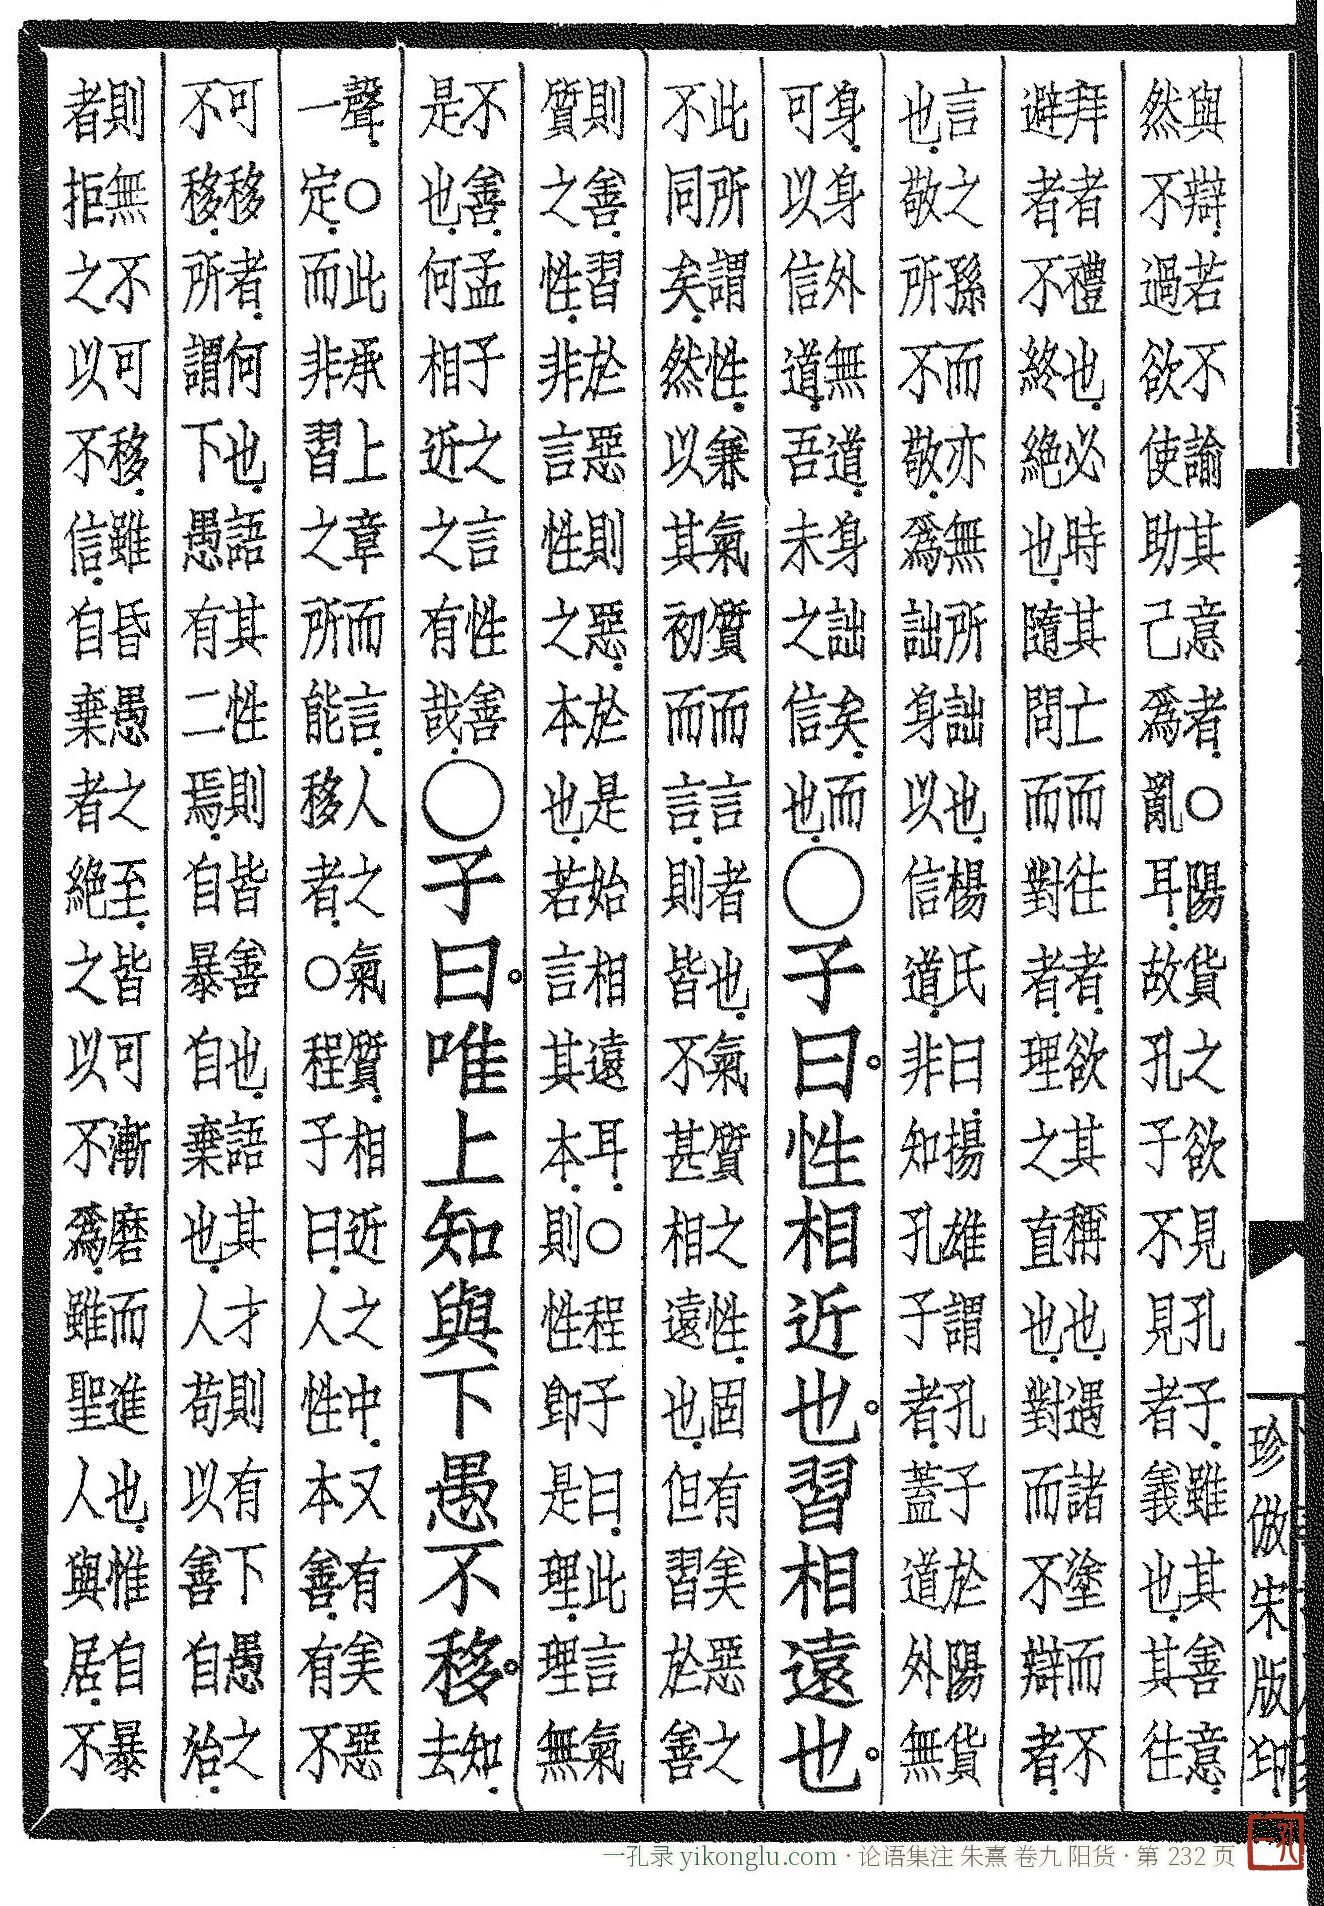 珍倣宋版印
與辯。若不諭其意者。○陽貨之欲見孔子。雖其善意。
然不過欲使助己爲亂耳。故孔子不見者義也。其往
拜者。禮也。必時其亡而往者。欲其稱也。遇諸塗而不
避者。不終絕也。隨問而對者。理之直也。對而不辯者。
言之孫而亦無所詘也。楊氏曰。揚雄謂孔子於陽貨
也。敬所不敬。爲詘身以信道。非知孔子者。蓋道外無
身。身外無道。身詘矣。而
可以信道。吾未之信也。
○子曰。性相近也。習相遠也。
此所謂性。兼氣質而言者也。氣質之性。固有美惡之
不同矣。然以其初而言。則皆不甚相遠也。但習於善
則善。習於惡則惡。於是始相遠耳。○程子曰。此言氣
質之性。非言性之本也。若言其本。則性即是理。理無
不善。孟子之言性善
是也。何相近之有哉。
○子曰。唯上知與下愚不移。
知。
去
聲。○此承上章而言。人之氣質。相近之中。又有美惡
一定。而非習之所能移者。○程子曰。人性本善。有不
可移者。何也。語其性則皆善也。語其才則有下愚之
不移。所謂下愚有二焉。自暴自棄也。人苟以善自治。
則無不可移。雖昏愚之至。皆可漸磨而進也。惟自暴
者拒之以不信。自棄者絕之以不爲。雖聖人與居。不
一孔录 yikonglu.com · 论语集注 朱熹 卷九 阳货 · 第 232 页
一孔